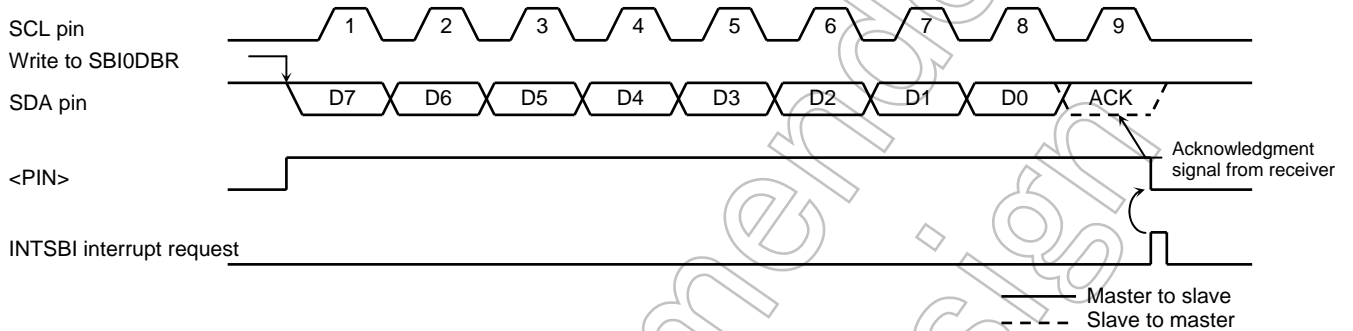 SCL pin 1 2 3 4 5 6 7 8 9
Write to SBI0DBR
SDA pin D7 D6 D5 D4 D3 D2 D1 D0 ACK
Acknowledgment
signal from receiver
<PIN>
INTSBI interrupt request
Master to slave
Slave to master